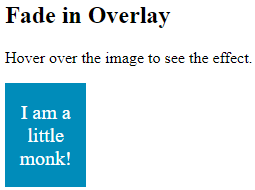 Fade in Overlay
Hover over the image to see the effect.
I am a
little
monk!